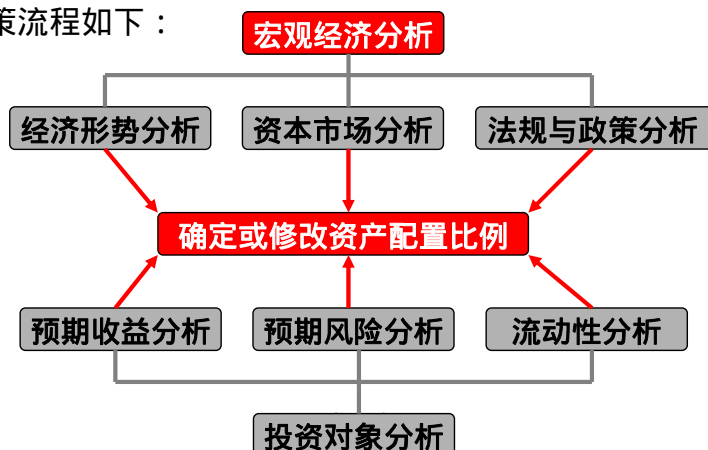 策流程如下：
宏观经济分析
经济形势分析
资本市场分析
法规与政策分析
确定或修改资产配置比例
预期收益分析
预期风险分析
流动性分析
投资对象分析